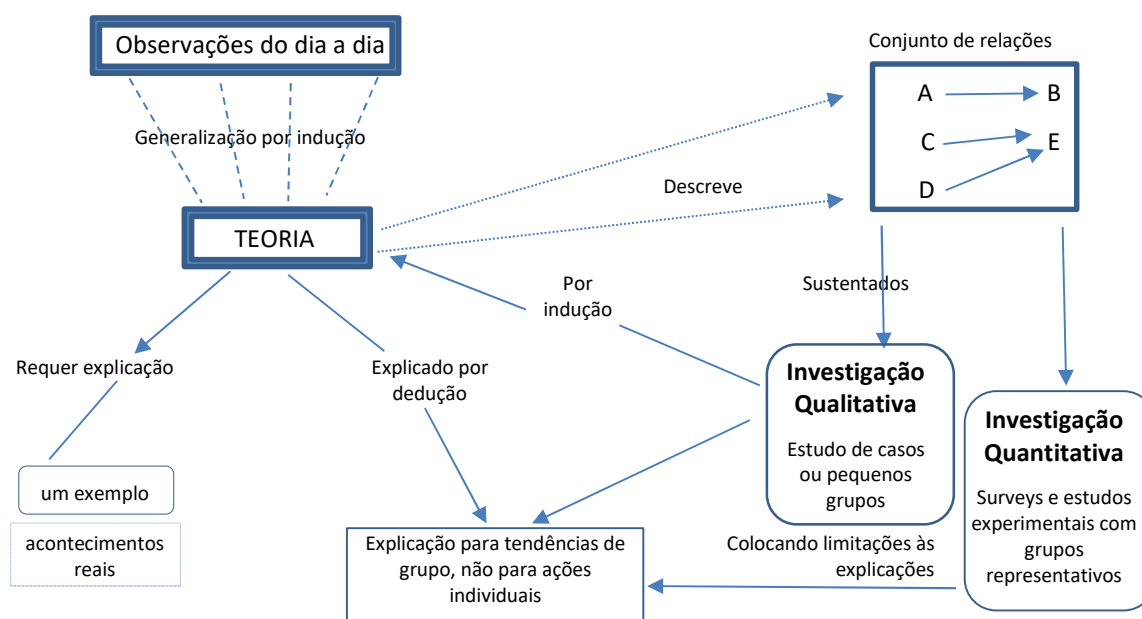 Observações do dia a dia
Conjunto de relações
A
B
C
E
D
Generalização por indução
Descreve
TEORIA
Por
indução
Sustentados
Requer explicação
Explicado por
dedução
Investigação
Qualitativa
Estudo de casos
ou pequenos
grupos
Investigação
Quantitativa
Surveys e estudos
experimentais com
grupos
representativos
um exemplo
acontecimentos
reais
Explicação para tendências de
grupo, não para ações
individuais
Colocando limitações às
explicações